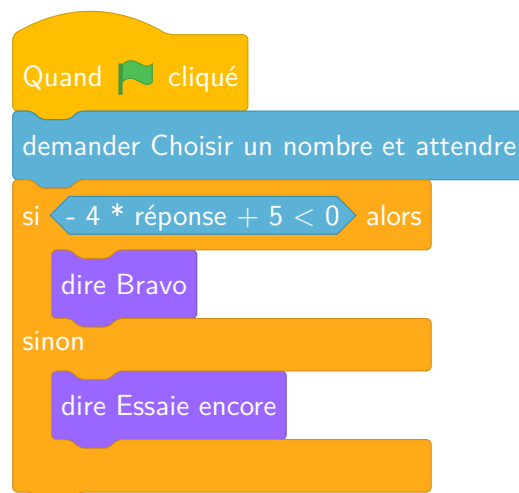 Quand cliqué
demander Choisir un nombre et attendre
si - 4 * réponse + 5 < 0 alors
dire Bravo
sinon
dire Essaie encore